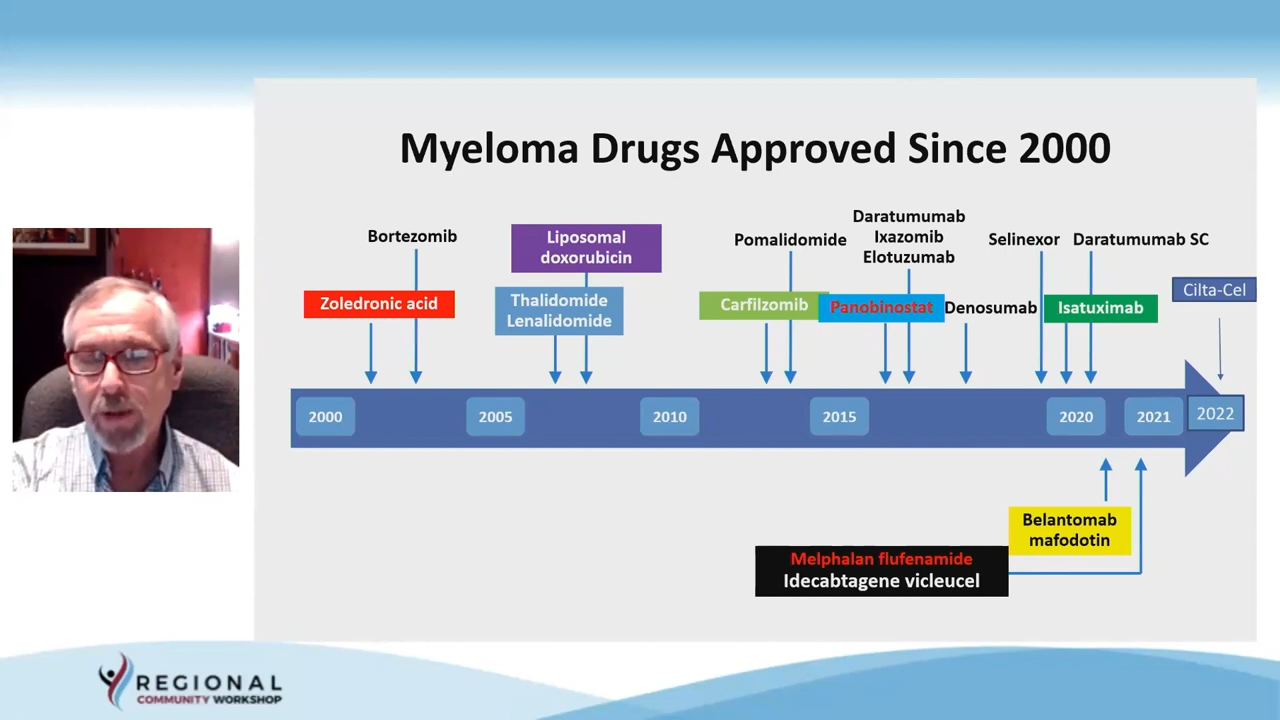 Myeloma Drugs Approved Since 2000
Bortezomib
Zoledronic acid
Liposomal
doxorubicin
Thalidomide
Lenalidomide
Pomalidomide
Carfilzomib
Daratumumab
Ixazomib
Elotuzumab
Panobinostat
Denosumab
Selinexor
Daratumumab SC
Isatuximab
Cilta-Cel
2000
2005
2010
2015
2020
2021
2022
Belantomab
mafodotin
Melphalan flufenamide
Idecabtagene vicleucel
REGIONAL
COMMUNITY WORKSHOP